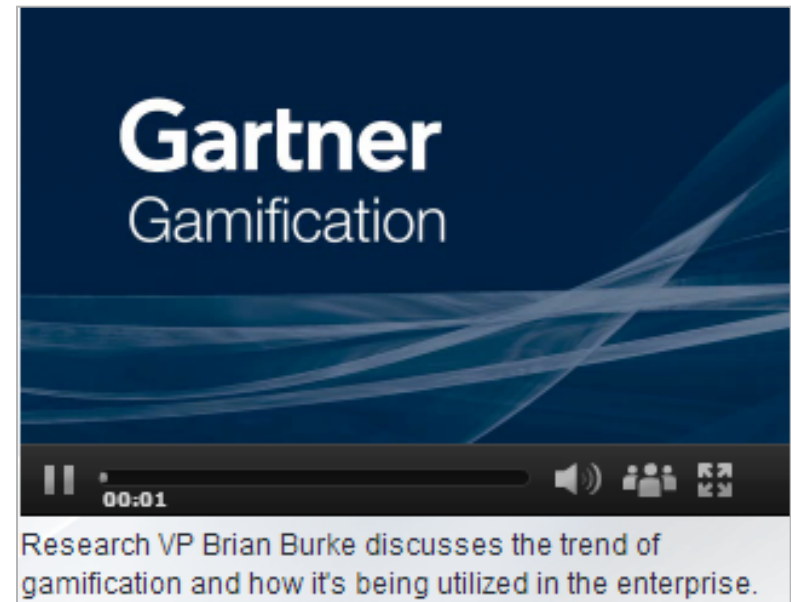 Gartner
Gamification
00:01
Research VP Brian Burke discusses the trend of
gamification and how it's being utilized in the enterprise.